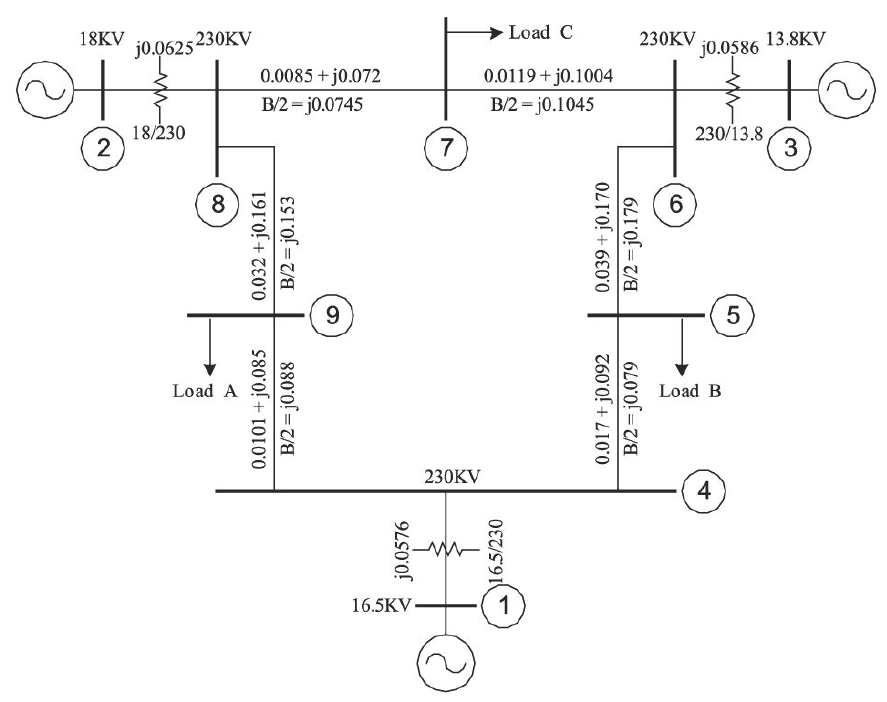 18KV
j0.0625
230KV
0.0085 + j0.072
B/2 = j0.0745
18/230
2
8
7
Load C
0.0119 + j0.1004
B/2 = j0.1045
230KV
j0.0586
13.8KV
230/13.8
3
6
0.032 + j0.161
B/2 = j0.153
0.039 + j0.170
B/2 = j0.179
9
5
Load A
Load B
0.0101 + j0.085
B/2 = j0.088
0.017 + j0.092
B/2 = j0.079
230KV
4
j0.0576
16.5/230
16.5KV
1